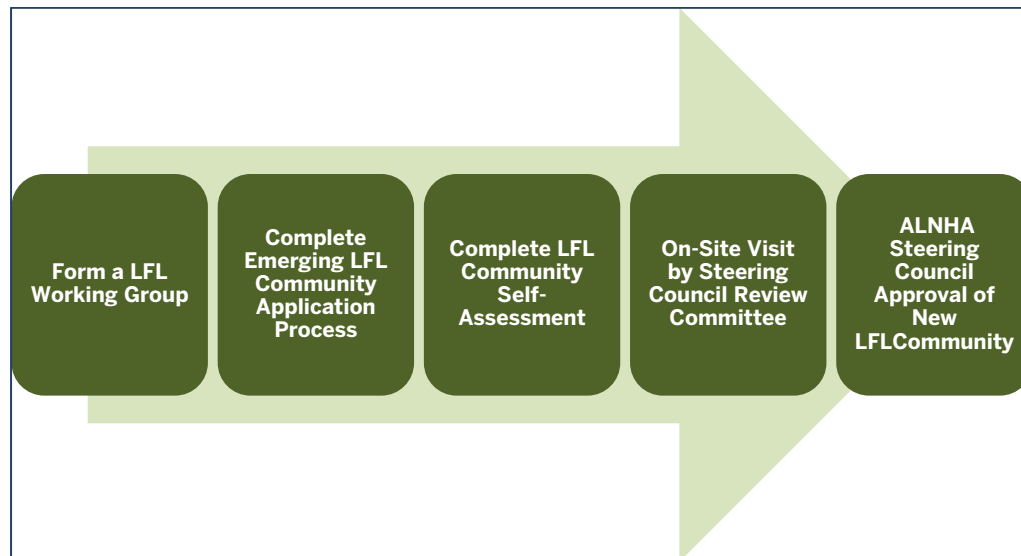 Form a LFL
Working Group
Complete
Emerging LFL
Community
Application
Process
Complete LFL
Community
Self-
Assessment
On-Site Visit
by Steering
Council Review
Committee
ALNHA
Steering
Council
Approval of
New
LFLCommunity